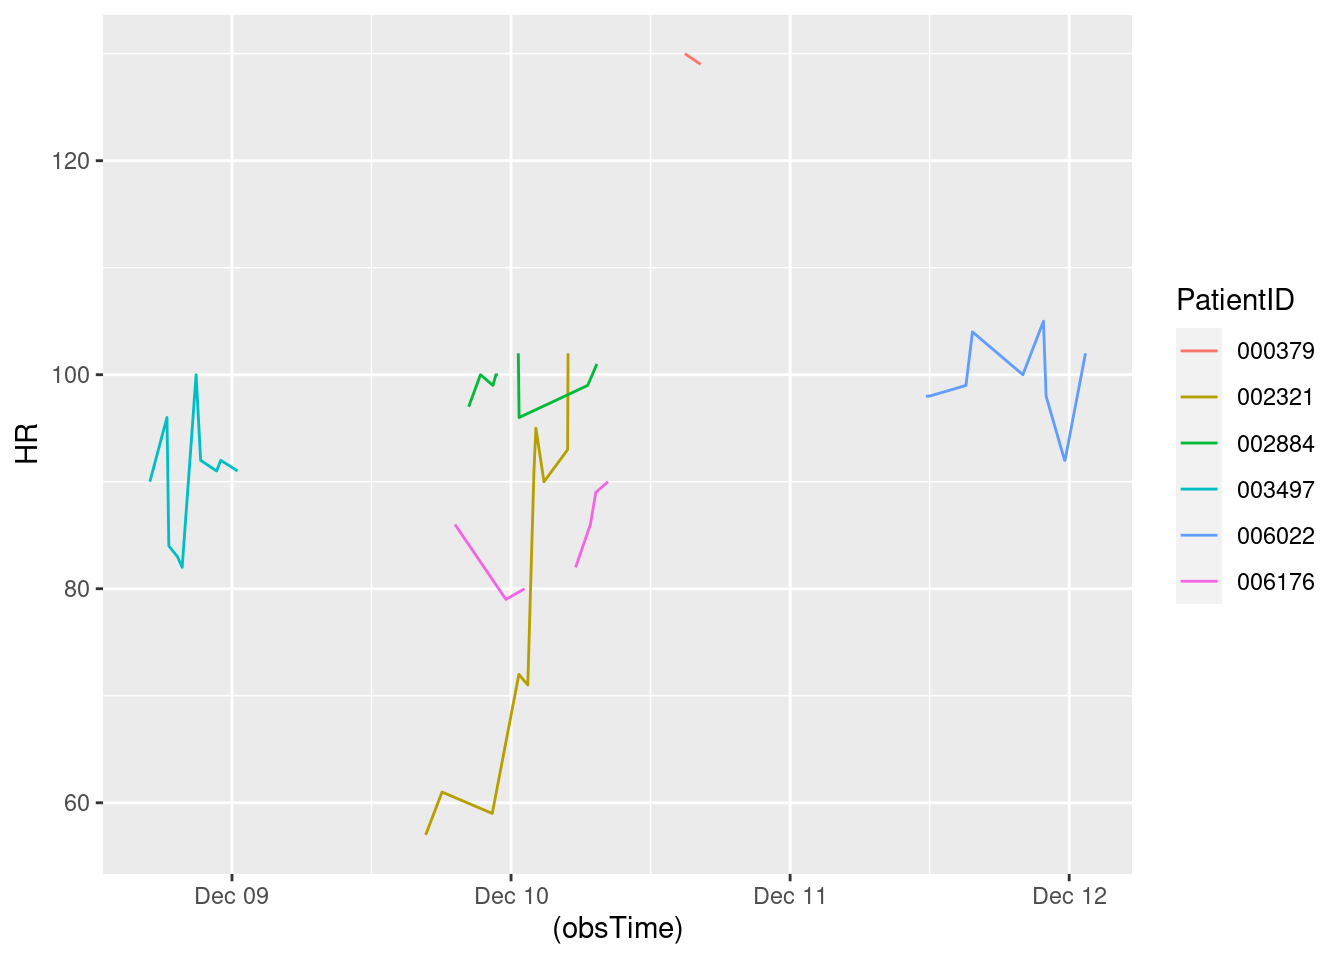 HR
120
100
80
60
Dec 09
Dec 10
Dec 11
Dec 12
(obsTime)
PatientID
000379
002321
002884
003497
006022
006176